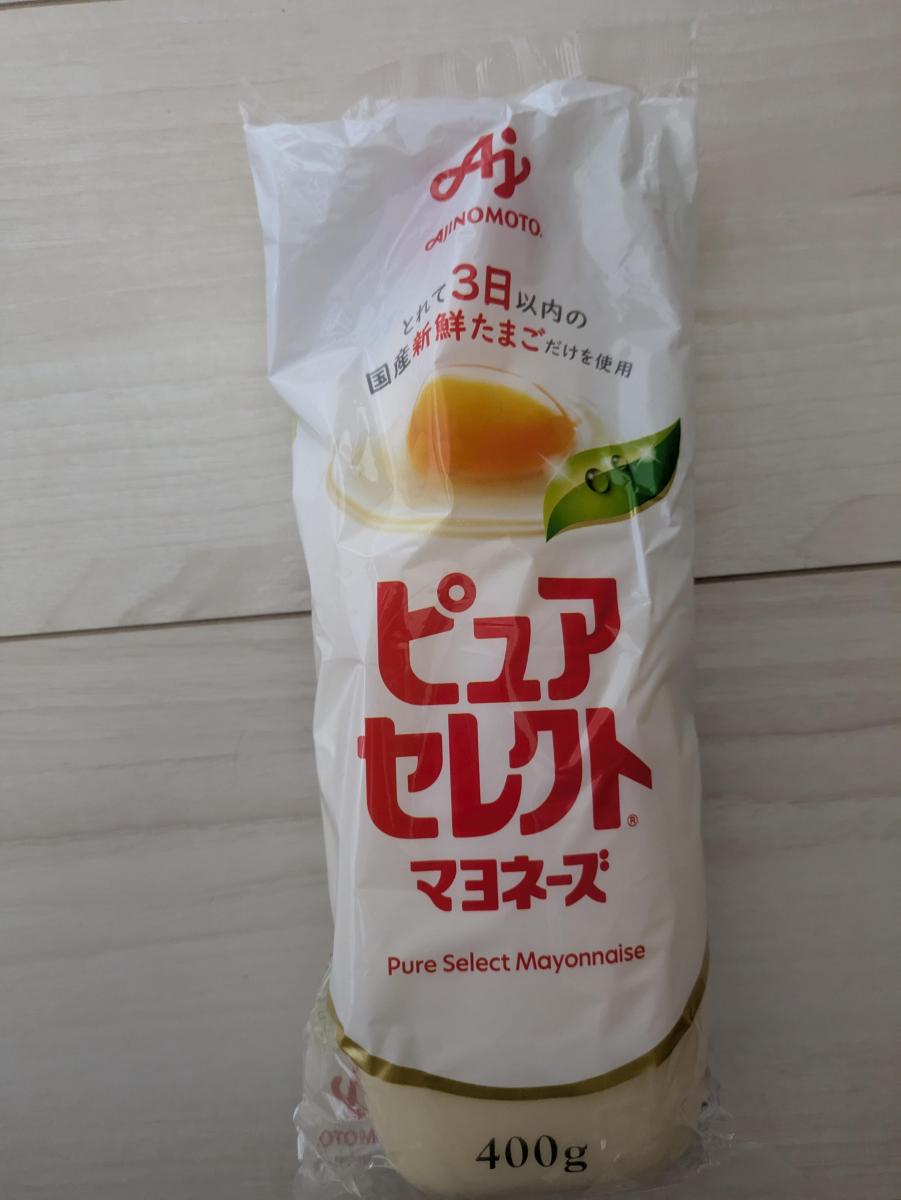 Aj
AJINOMOTO.
とれて3日以内の
国産新鮮たまごだけを使用
ピュア
セレクト®
マヨネーズ
Pure Select Mayonnaise
400g